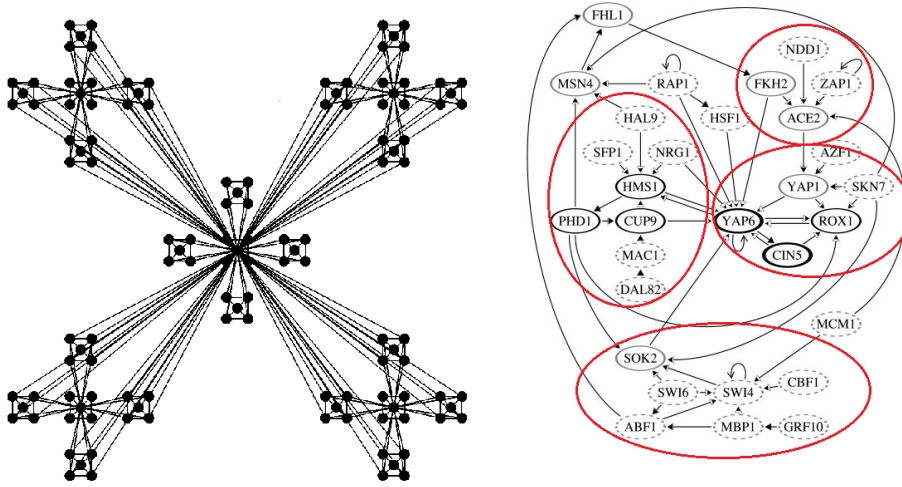 FHL1
NDD1
MSN4
RAP1
FKH2
ZAP1
HAL9
HSF1
ACE2
SFP1
NRG1
AZF1
HMS1
YAP1
SKN7
PHD1
CUP9
YAP6
ROX1
MAC1
CIN5
DAL82
MCM1
SOK2
SWI6
SWI4
CBF1
ABF1
MBP1
GRF10